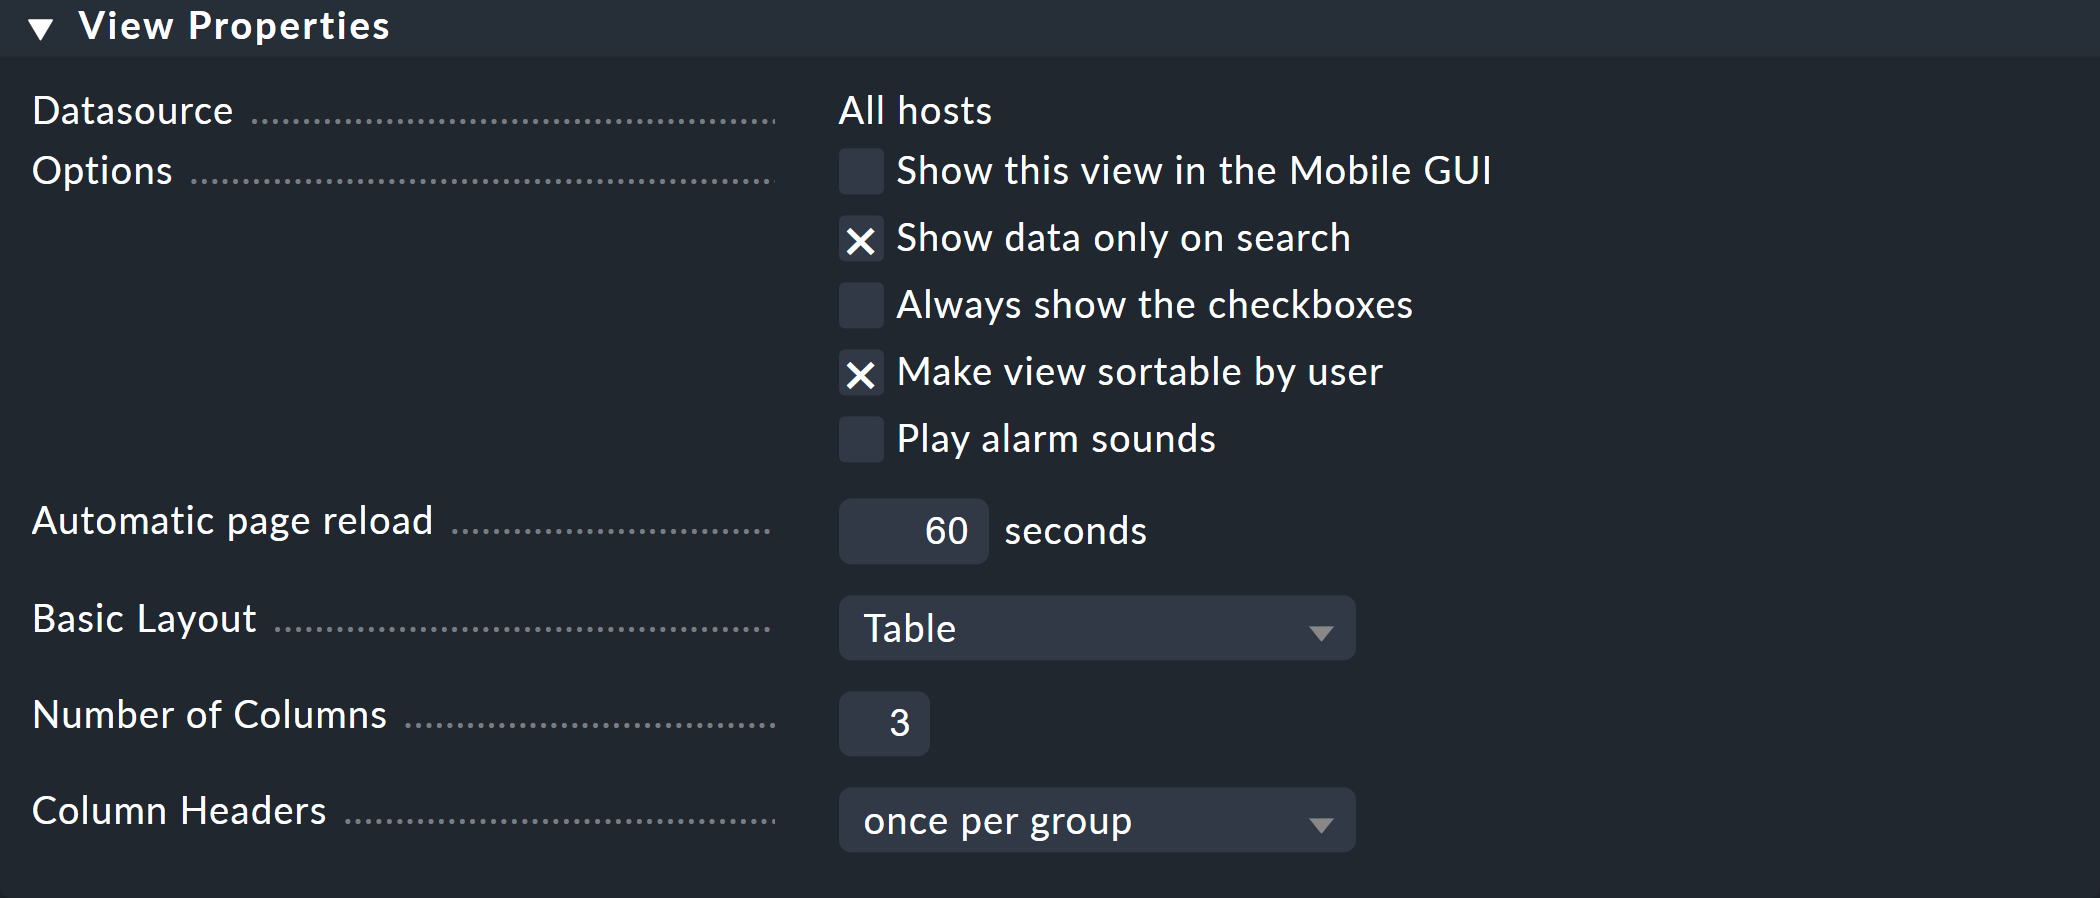 View Properties
Datasource All hosts
Options Show this view in the Mobile GUI
Show data only on search
Always show the checkboxes
Make view sortable by user
Play alarm sounds
Automatic page reload 60 seconds
Basic Layout Table
Number of Columns 3
Column Headers once per group